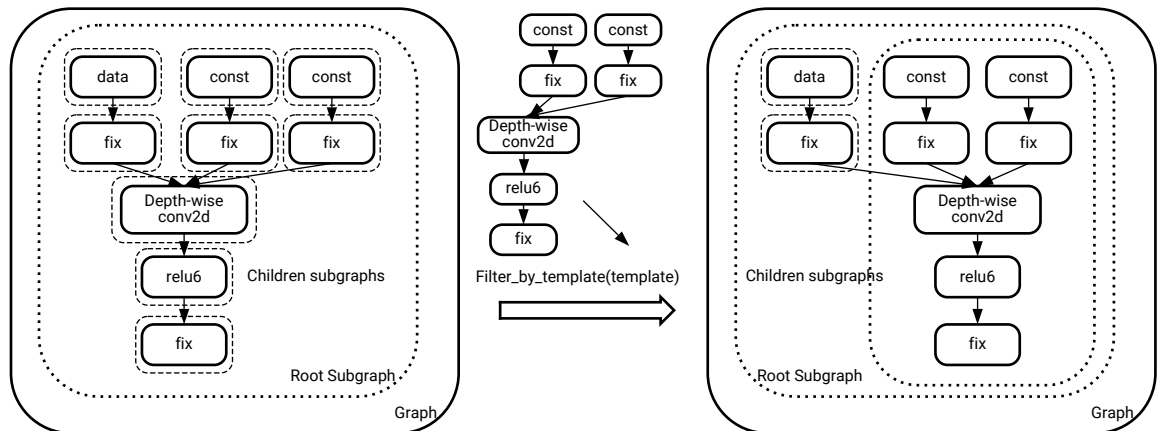 data
const
const
fix
fix
fix
Depth-wise
conv2d
relu6
Children subgraphs
fix
Root Subgraph
Graph
const
const
fix
fix
Depth-wise
conv2d
relu6
fix
Filter_by_template(template)
data
const
const
fix
fix
fix
Depth-wise
conv2d
Children subgraphs
relu6
fix
Root Subgraph
Graph